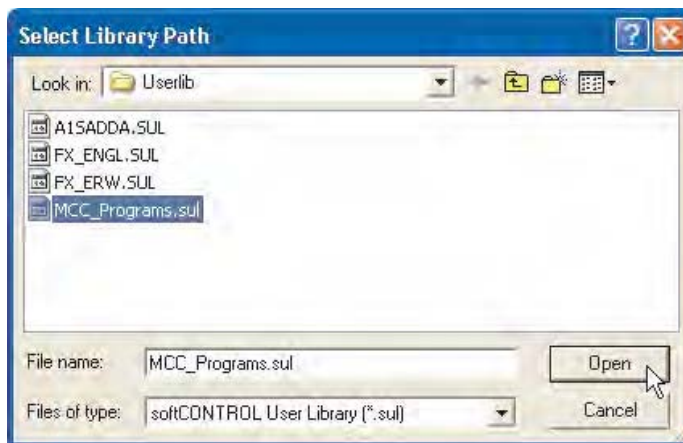 Select Library Path
Look in: Userlib
A1SADDA.SUL
FX_ENGL.SUL
FX_ERW.SUL
MCC_Programs.sul
File name: MCC_Programs.sul Open
Files of type: softCONTROL User Library (*.sul) Cancel